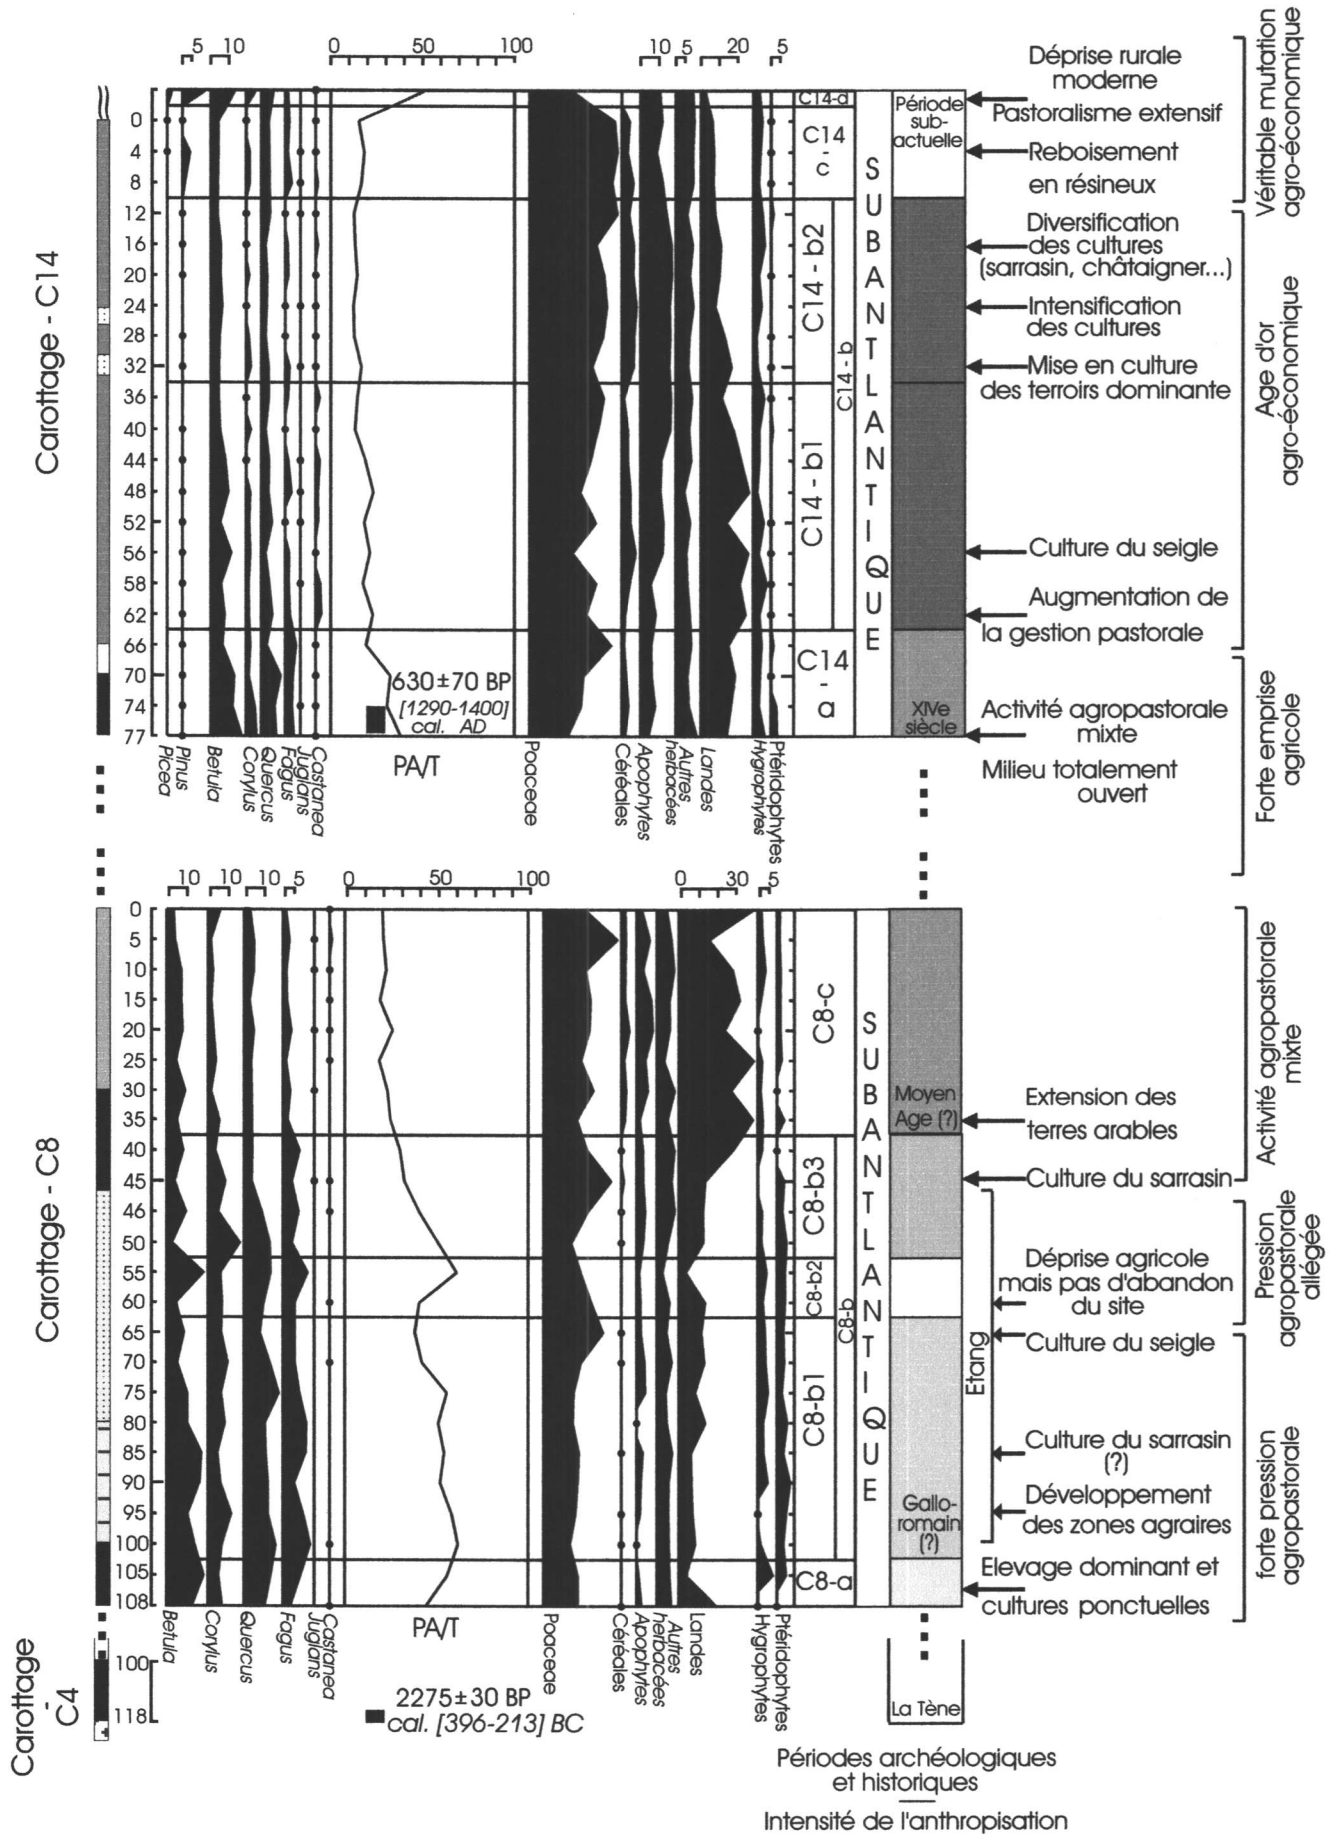 Carottage - C14
5
10
0
50
100
10
5
20
5
0
4
8
12
16
20
24
28
32
36
40
44
48
52
56
58
62
66
70
74
77
630±70 BP
[1290-1400]
cal. AD
Picea
Pinus
Betula
Corylus
Quercus
Fagus
Juglans
Castanea
PA/T
Poaceae
Céréales
Apophytes
Autres
herbacées
Landes
Hygrophytes
Ptéridophytes
C14-d
C14
-
c
C14 - b2
C14 - b1
C14 - b
C14
-
a
SUBANTLANTIQUE
Période
sub-
actuelle
XIVe
siècle
Déprise rurale
moderne
Pastoralisme extensif
Reboisement
en résineux
Diversification
des cultures
(sarrasin, châtaigner...)
Intensification
des cultures
Mise en culture
des terroirs dominante
Culture du seigle
Augmentation de
la gestion pastorale
Activité agropastorale
mixte
Milieu totalement
ouvert
Véritable mutation
agro-économique
Age d'or
agro-économique
Forte emprise
agricole
Carottage - C8
10
10
10
5
0
50
100
0
30
5
0
5
10
15
20
25
30
35
40
45
46
50
55
60
65
70
75
80
85
90
95
100
105
108
Betula
Corylus
Quercus
Fagus
Juglans
Castanea
PA/T
Poaceae
Céréales
Apophytes
Autres
herbacées
Landes
Hygrophytes
Ptéridophytes
C8-c
C8-b3
C8-b2
C8-b
C8-b1
C8-a
SUBANTLANTIQUE
Moyen
Age (?)
Gallo-
romain
(?)
Etang
Extension des
terres arables
Culture du sarrasin
Déprise agricole
mais pas d'abandon
du site
Culture du seigle
Culture du sarrasin
(?)
Développement
des zones agraires
Elevage dominant et
cultures ponctuelles
Activité agropastorale
mixte
Pression
agropastorale
allégée
forte pression
agropastorale
Carottage
-
C4
100
118
2275±30 BP
cal. [396-213] BC
La Tène
Périodes archéologiques
et historiques
Intensité de l'anthropisation